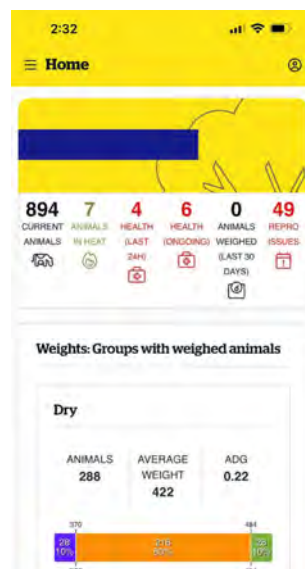 2:32
Home
894 7 4 6 0 49
CURRENT ANIMALS HEALTH HEALTH ANIMALS REPRO
ANIMALS IN HEAT (LAST (ONGOING) WEIGHED ISSUES
24H) (LAST 30
DAYS)
Weights: Groups with weighed animals
Dry
ANIMALS AVERAGE ADG
288 WEIGHT 0.22
422
370 484
28 28
10% 10%